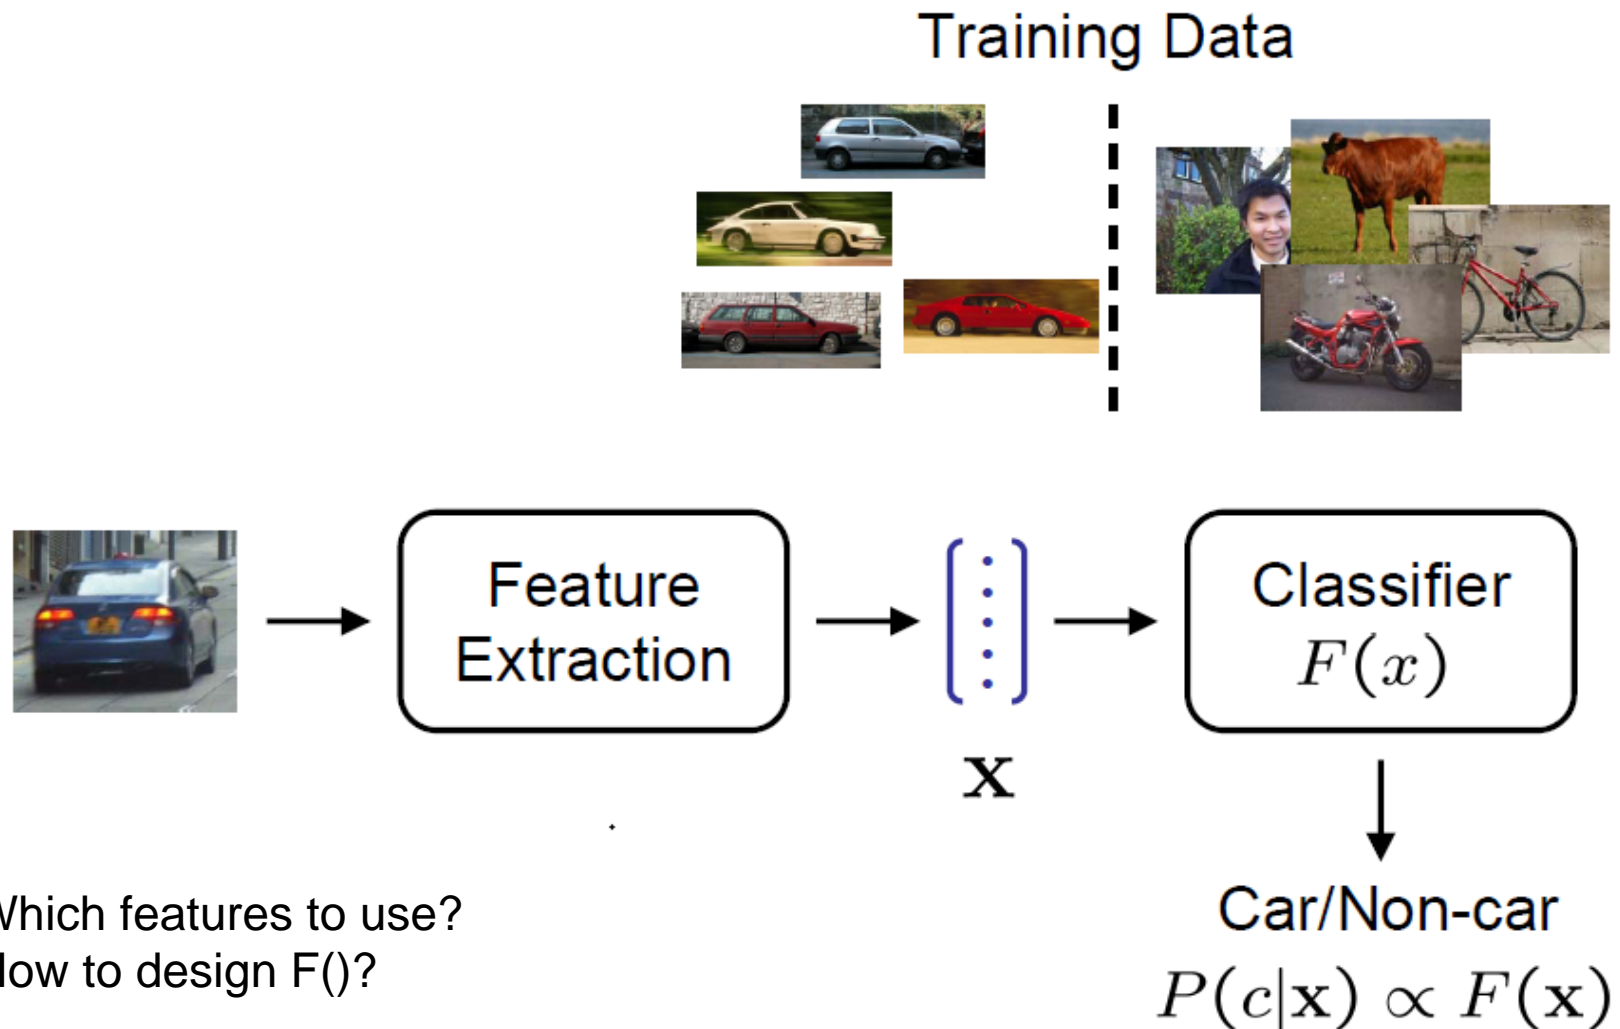 Training Data
Feature
Extraction
x
Classifier
F(x)
Car/Non-car
P(c|x) ∝ F(x)
Which features to use?
How to design F()?